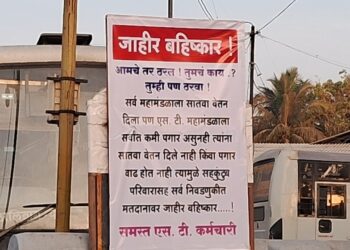 जाहीर बहिष्कार !
आमचे तर ठरलं ! तुमचं काय..?
तुम्ही पण ठरवा !
सर्व महामंडळाला सातवा वेतन
दिला पण एस. टी. महामंडळाला
सर्वात कमी पगार असुनही त्यांना
सातवा वेतन दिले नाही किंवा पगार
वाढ होत नाही त्यामुळे सहकुटूंब
परिवारासह सर्व निवडणुकीत
मतदानावर जाहीर बहिष्कार.....!
समस्त एस. टी. कर्मचारी